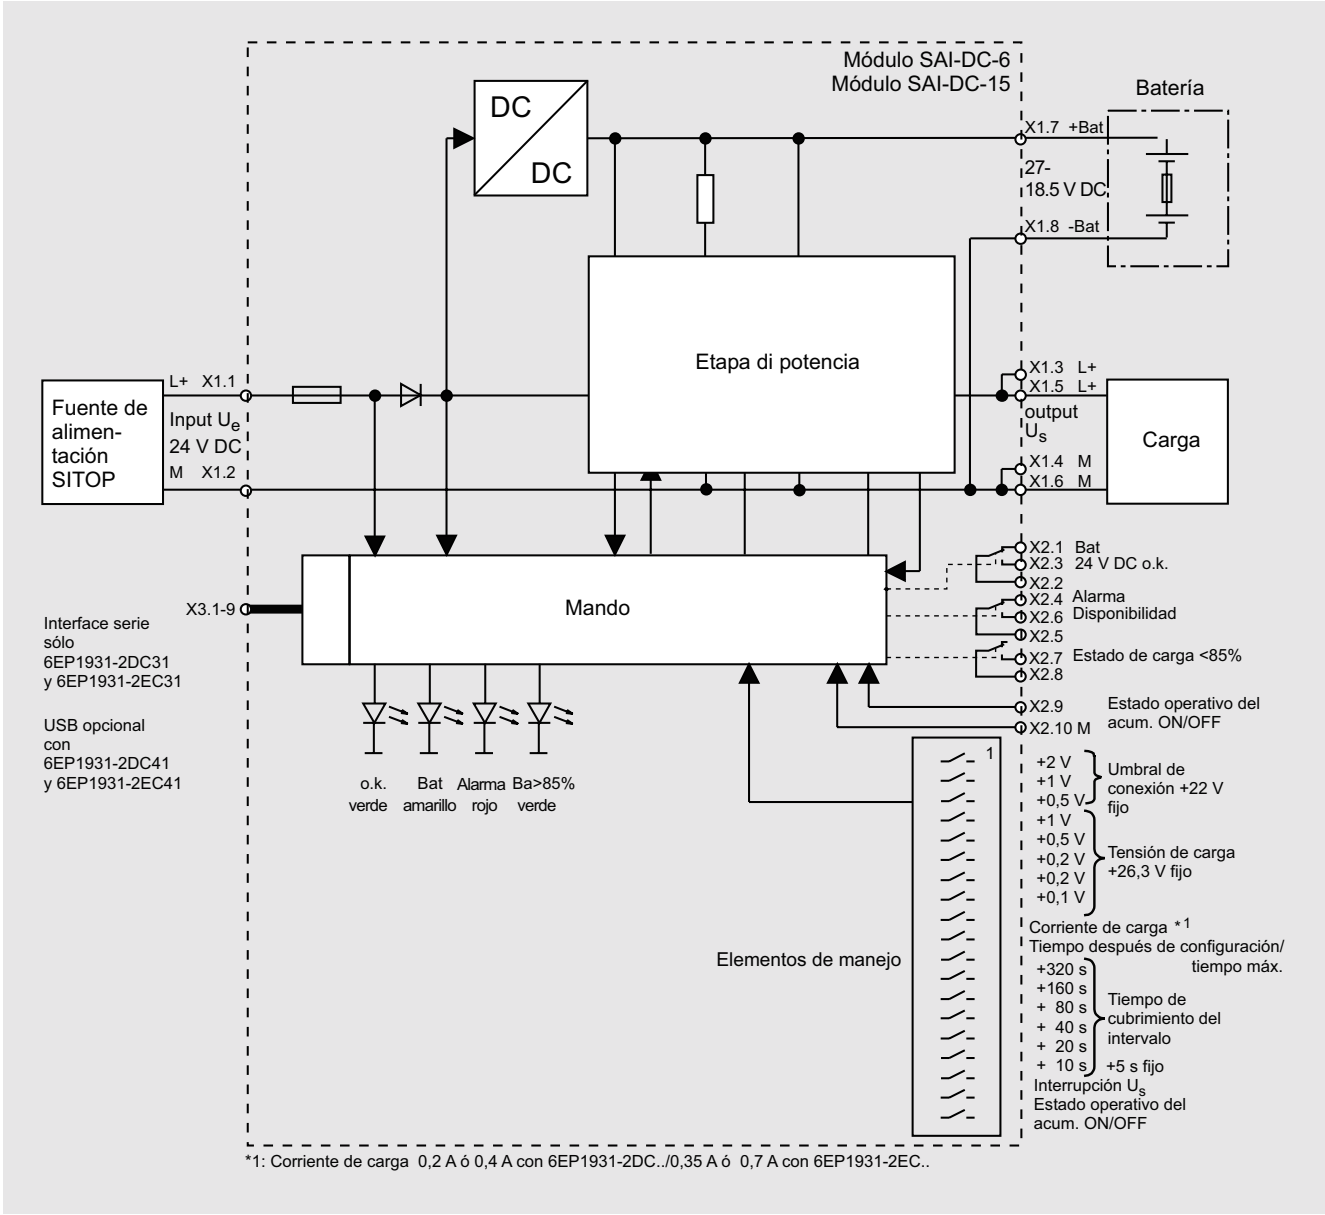 Módulo SAI-DC-6
Módulo SAI-DC-15
Batería
DC
DC
X1.7 +Bat
27-
18.5 V DC
X1.8 -Bat
Etapa di potencia
Fuente de
alimen-
tación
SITOP
L+ X1.1
Input Ue
24 V DC
M X1.2
X1.3 L+
X1.5 L+
output
Us
X1.4 M
X1.6 M
Carga
X2.1 Bat
X2.3 24 V DC o.k.
X2.2
X2.4 Alarma
X2.6 Disponibilidad
X2.5
X2.7 Estado de carga <85%
X2.8
X2.9
X2.10 M
Estado operativo del
acum. ON/OFF
Mando
X3.1-9
Interface serie
sólo
6EP1931-2DC31
y 6EP1931-2EC31
USB opcional
con
6EP1931-2DC41
y 6EP1931-2EC41
o.k.
verde
Bat
amarillo
Alarma
rojo
Ba>85%
verde
1
Elementos de manejo
+2 V
+1 V
+0,5 V
Umbral de
conexión +22 V
fijo
+1 V
+0,5 V
+0,2 V
+0,2 V
+0,1 V
Tensión de carga
+26,3 V fijo
Corriente de carga *1
Tiempo después de configuración/
tiempo máx.
+320 s
+160 s
+ 80 s
+ 40 s
+ 20 s
+ 10 s
Tiempo de
cubrimiento del
intervalo
+5 s fijo
Interrupción Us
Estado operativo del
acum. ON/OFF
*1: Corriente de carga 0,2 A ó 0,4 A con 6EP1931-2DC../0,35 A ó 0,7 A con 6EP1931-2EC..